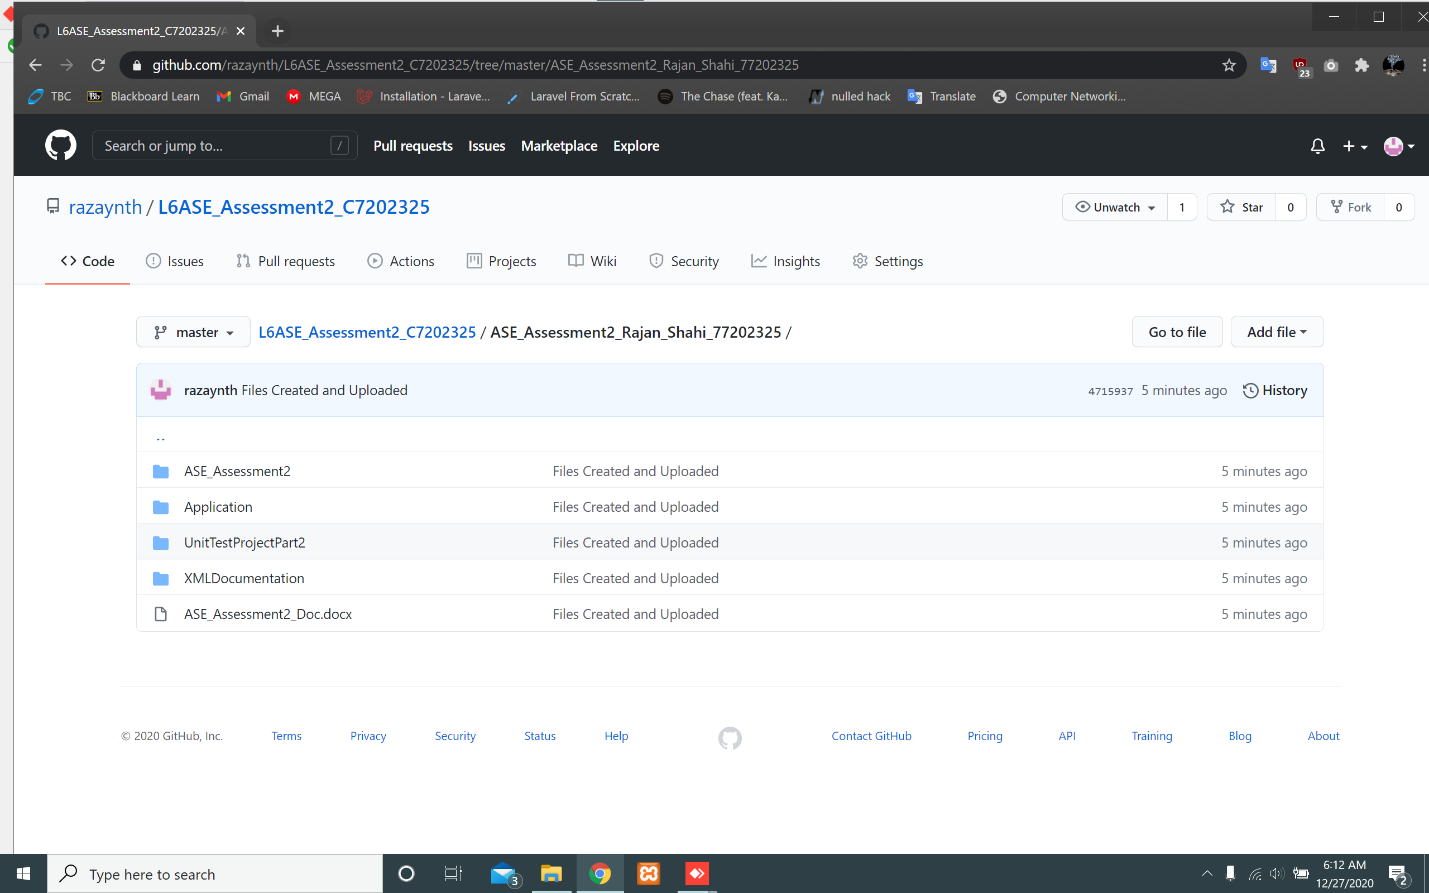 L6ASE_Assessment2_C7202325/A
github.com/razaynth/L6ASE_Assessment2_C7202325/tree/master/ASE_Assessment2_Rajan_Shahi_77202325
23
TBC Blackboard Learn Gmail MEGA Installation - Larave... Laravel From Scratc... The Chase (feat. Ka... nulled hack Translate Computer Networki...
Search or jump to... / Pull requests Issues Marketplace Explore
razaynth / L6ASE_Assessment2_C7202325 Unwatch 1 Star 0 Fork 0
Code Issues Pull requests Actions Projects Wiki Security Insights Settings
master L6ASE_Assessment2_C7202325 / ASE_Assessment2_Rajan_Shahi_77202325 / Go to file Add file
razaynth Files Created and Uploaded 4715937 5 minutes ago History
..
ASE_Assessment2 Files Created and Uploaded 5 minutes ago
Application Files Created and Uploaded 5 minutes ago
UnitTestProjectPart2 Files Created and Uploaded 5 minutes ago
XMLDocumentation Files Created and Uploaded 5 minutes ago
ASE_Assessment2_Doc.docx Files Created and Uploaded 5 minutes ago
© 2020 GitHub, Inc. Terms Privacy Security Status Help Contact GitHub Pricing API Training Blog About
Type here to search 3 6:12 AM 2
12/27/2020